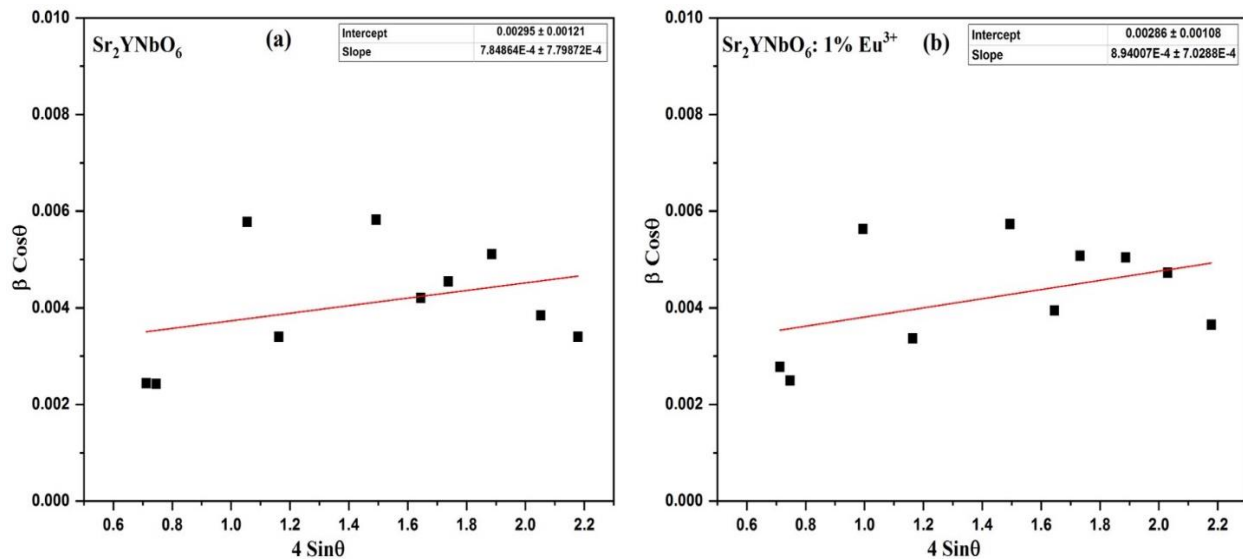 Sr₂YNbO₆ (a)
Intercept 0.00295 ± 0.00121
Slope 7.84864E-4 ± 7.79872E-4
0.010
0.008
0.006
0.004
0.002
0.000
β Cosθ
0.6 0.8 1.0 1.2 1.4 1.6 1.8 2.0 2.2
4 Sinθ
Sr₂YNbO₆: 1% Eu³⁺ (b)
Intercept 0.00286 ± 0.00108
Slope 8.94007E-4 ± 7.0288E-4
0.010
0.008
0.006
0.004
0.002
0.000
β Cosθ
0.6 0.8 1.0 1.2 1.4 1.6 1.8 2.0 2.2
4 Sinθ